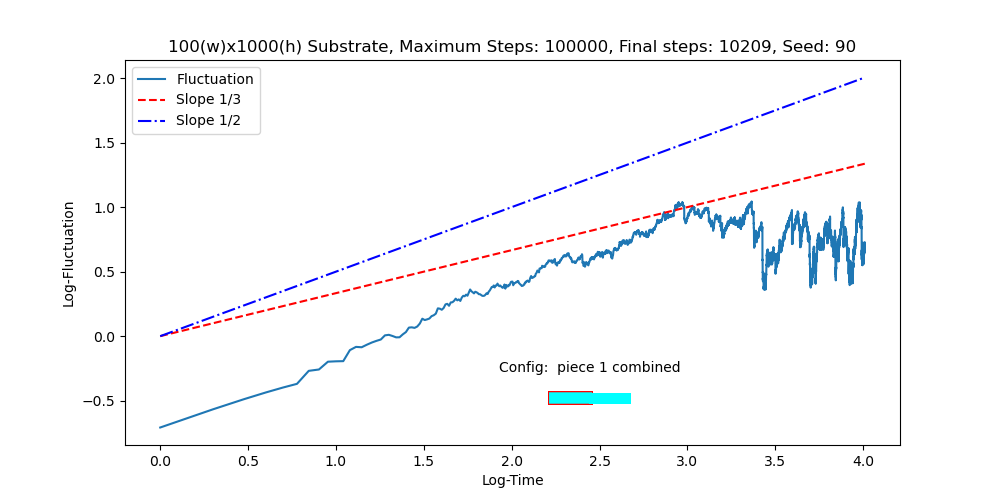 100(w)x1000(h) Substrate, Maximum Steps: 100000, Final steps: 10209, Seed: 90
Fluctuation
Slope 1/3
Slope 1/2
2.0
1.5
1.0
0.5
0.0
−0.5
Log-Fluctuation
Config:  piece 1 combined
0.0 0.5 1.0 1.5 2.0 2.5 3.0 3.5 4.0
Log-Time